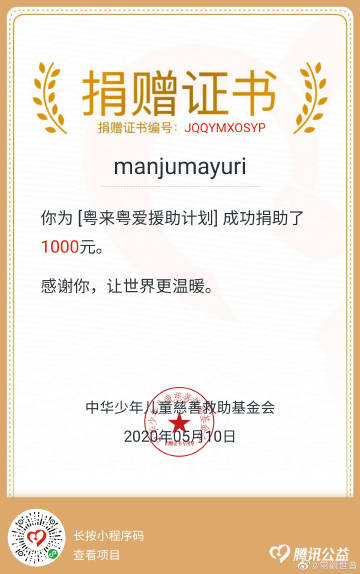 捐赠证书
捐赠证书编号：JQQYMXOSYP
manjumayuri
你为 [粤来粤爱援助计划] 成功捐助了
1000元。
感谢你，让世界更温暖。
中华少年儿童慈善救助基金会
2020年05月10日
长按小程序码
查看项目
腾讯公益